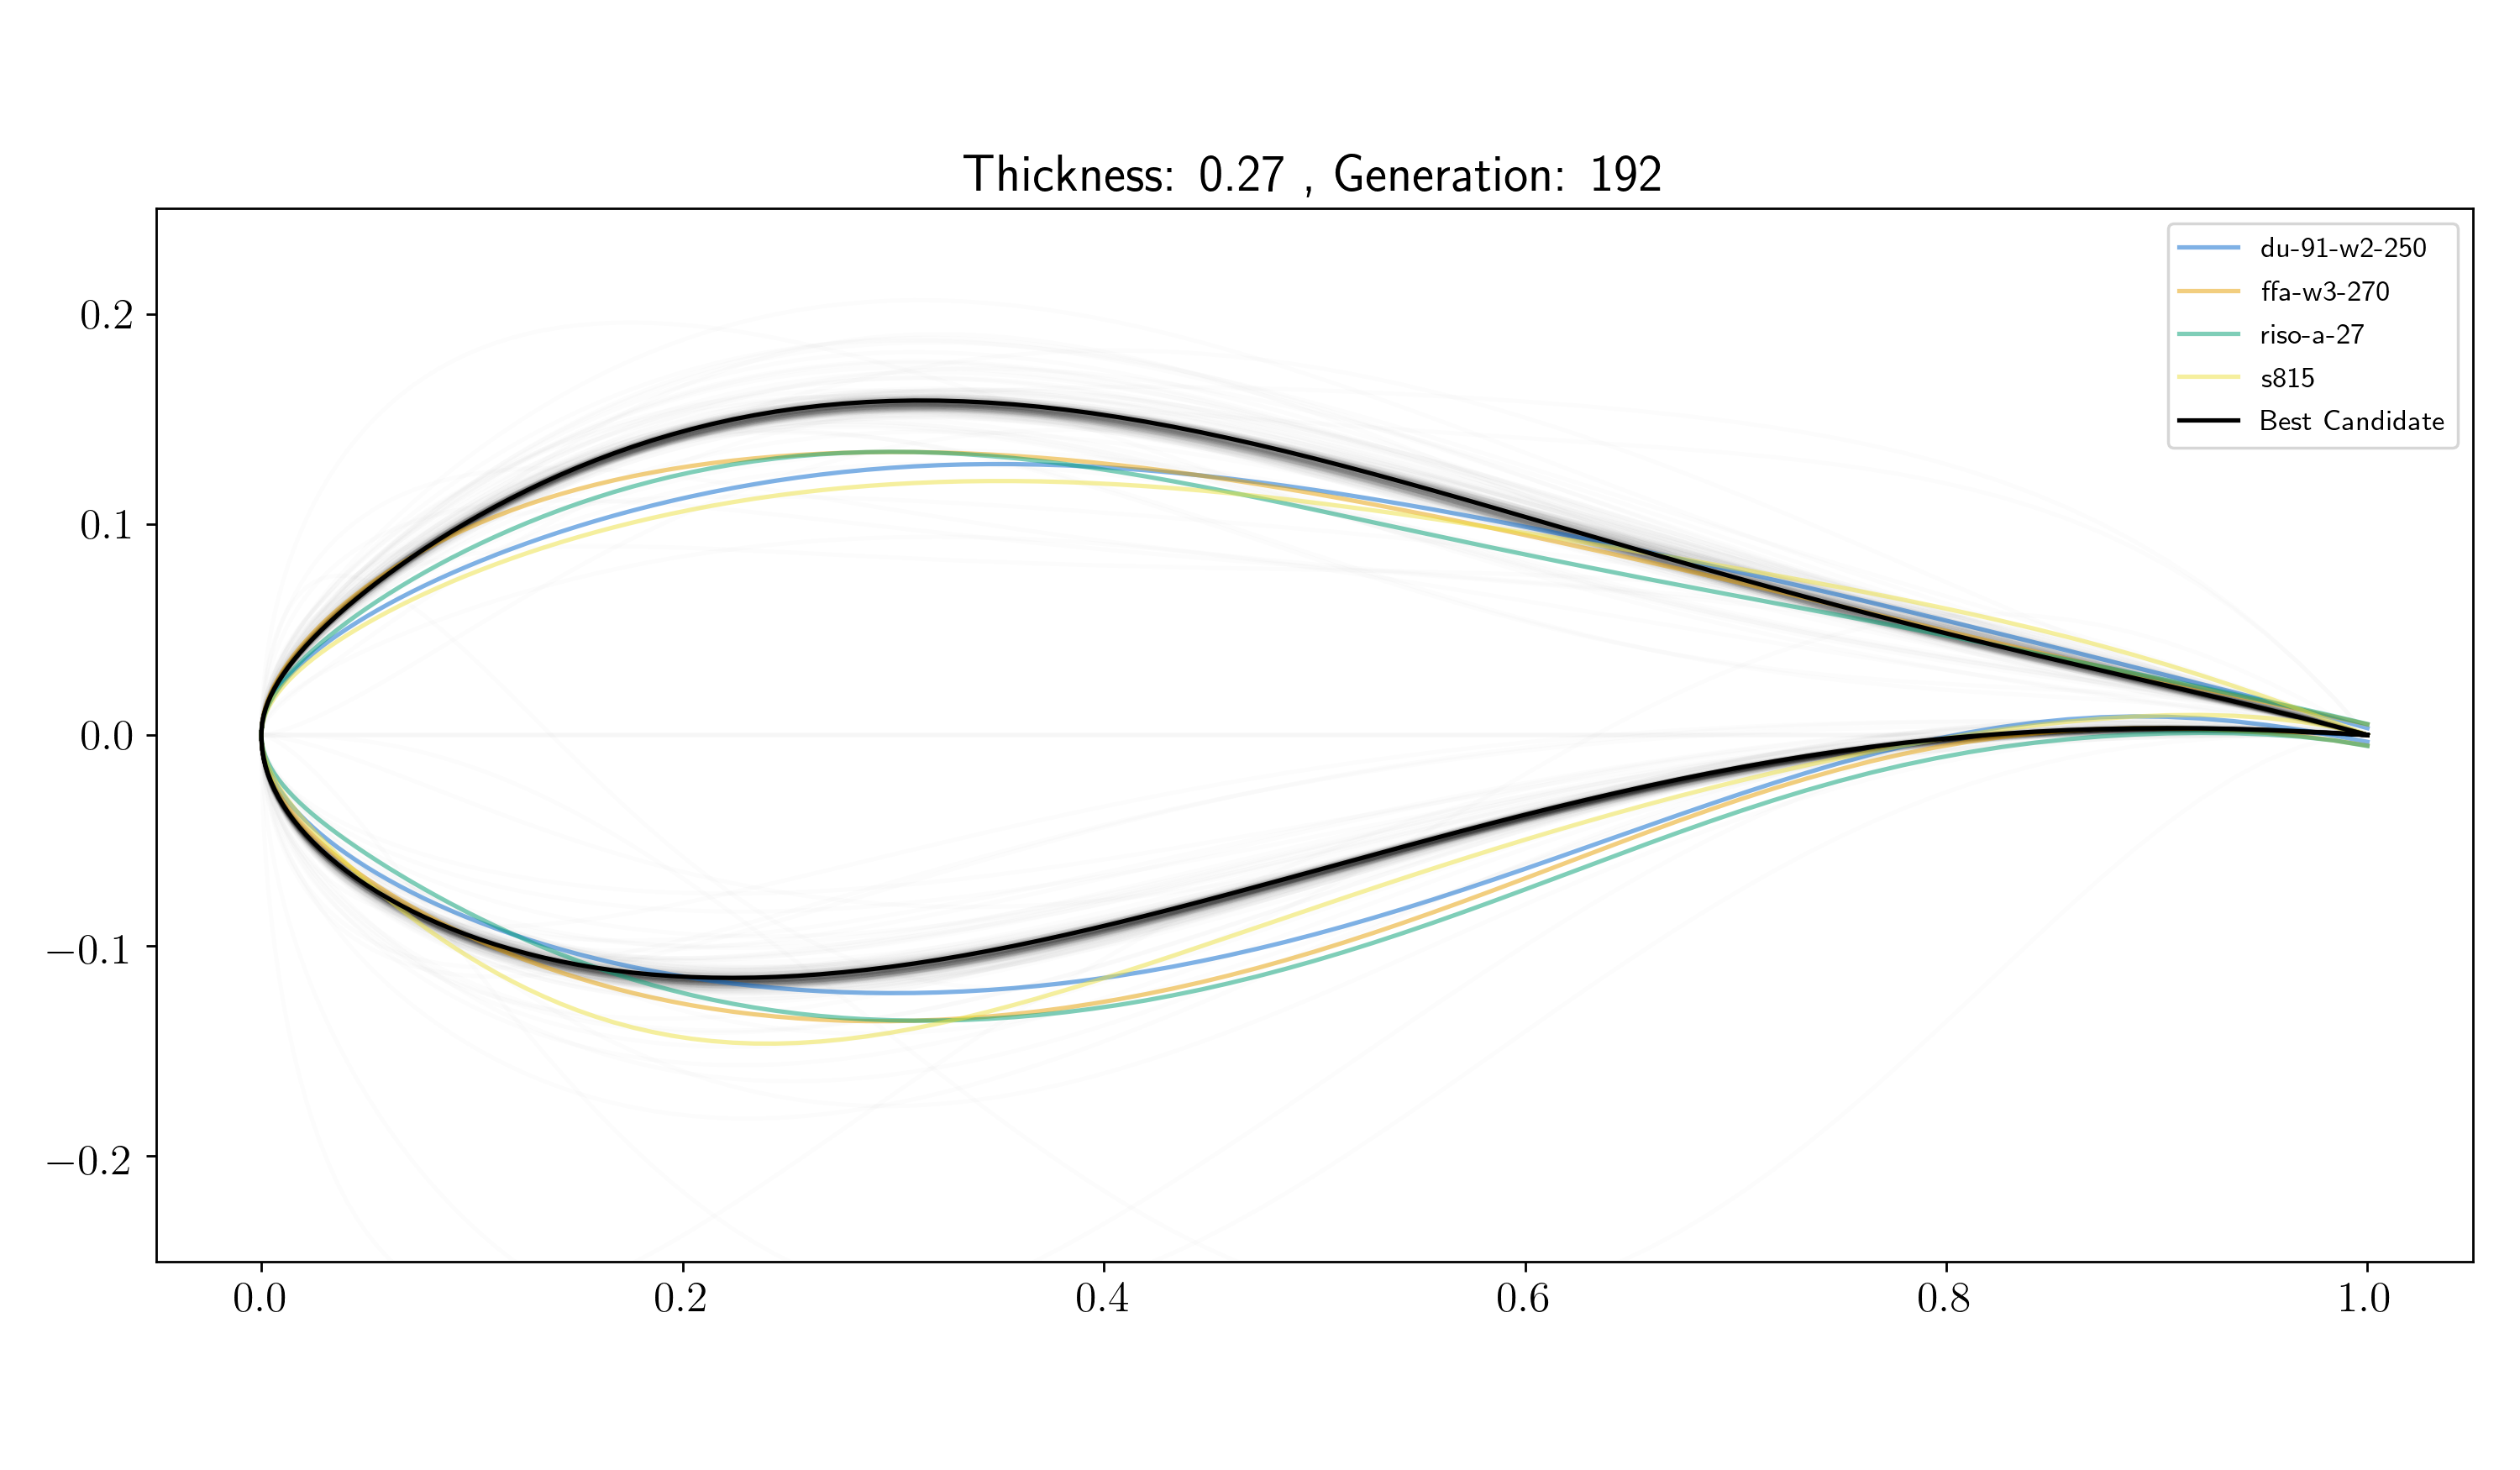 Thickness: 0.27 , Generation: 192
du-91-w2-250
ffa-w3-270
riso-a-27
s815
Best Candidate
0.2
0.1
0.0
−0.1
−0.2
0.0 0.2 0.4 0.6 0.8 1.0